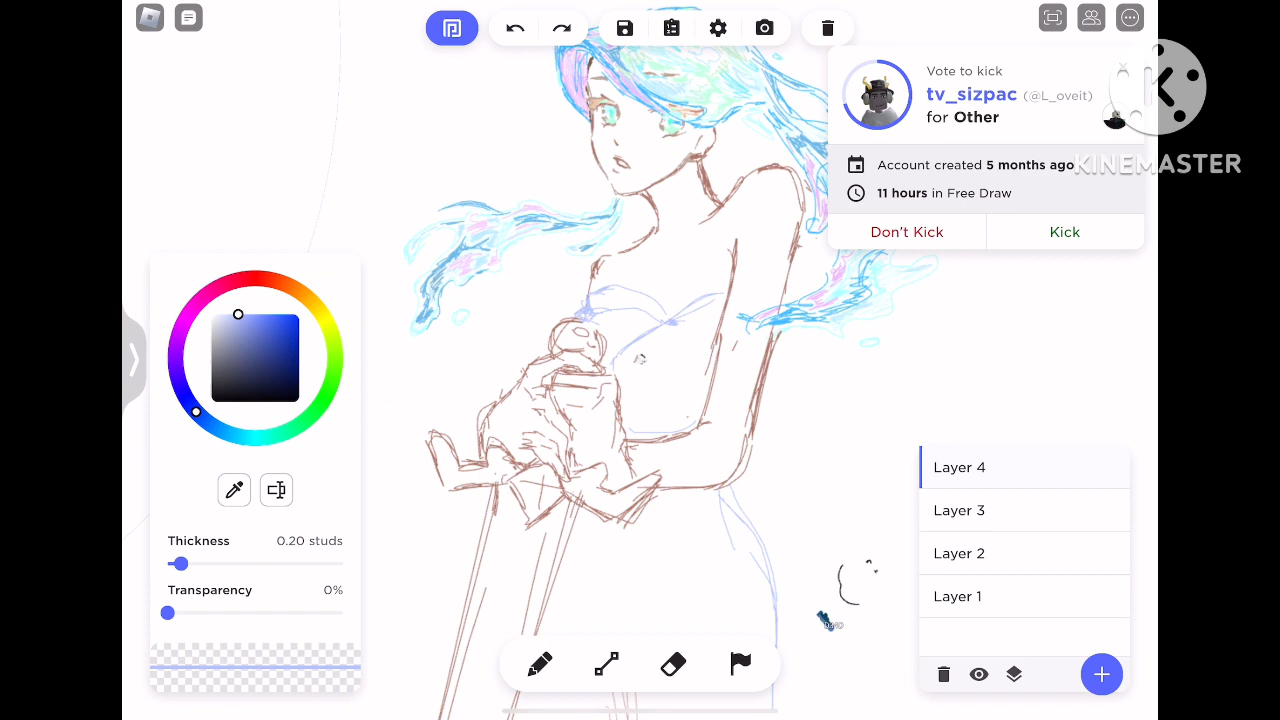 Vote to kick
tv_sizpac (@L_oveit)
for Other
KINEMASTER
Account created 5 months ago
11 hours in Free Draw
Don't Kick
Kick
Thickness 0.20 studs
Transparency 0%
Layer 4
Layer 3
Layer 2
Layer 1